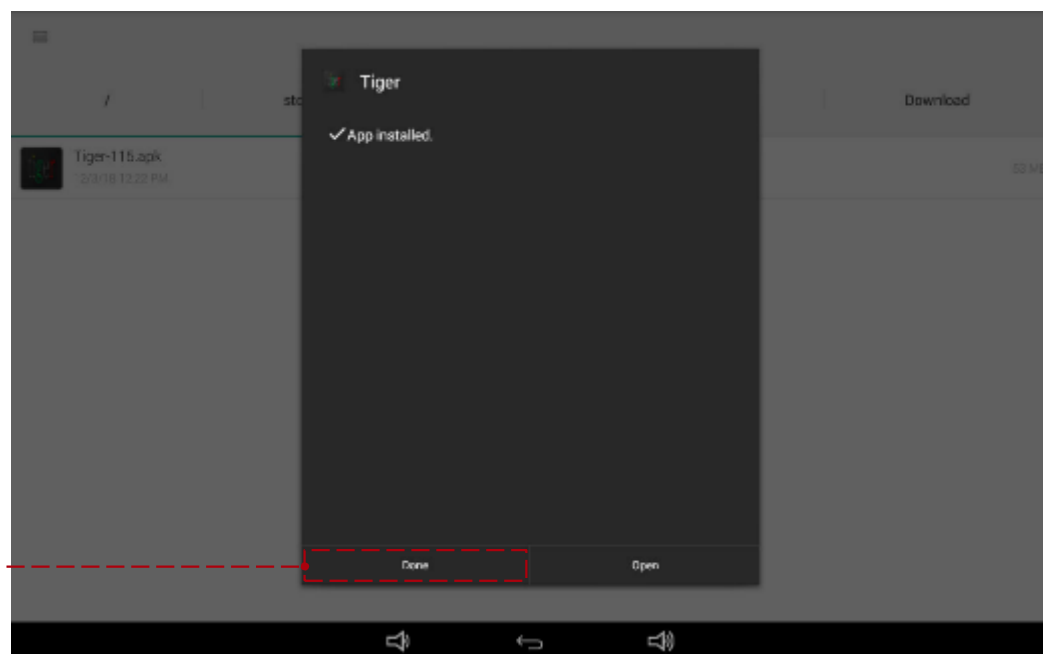 Tiger
/
Download
App installed.
Tiger-115.apk
Done
Open